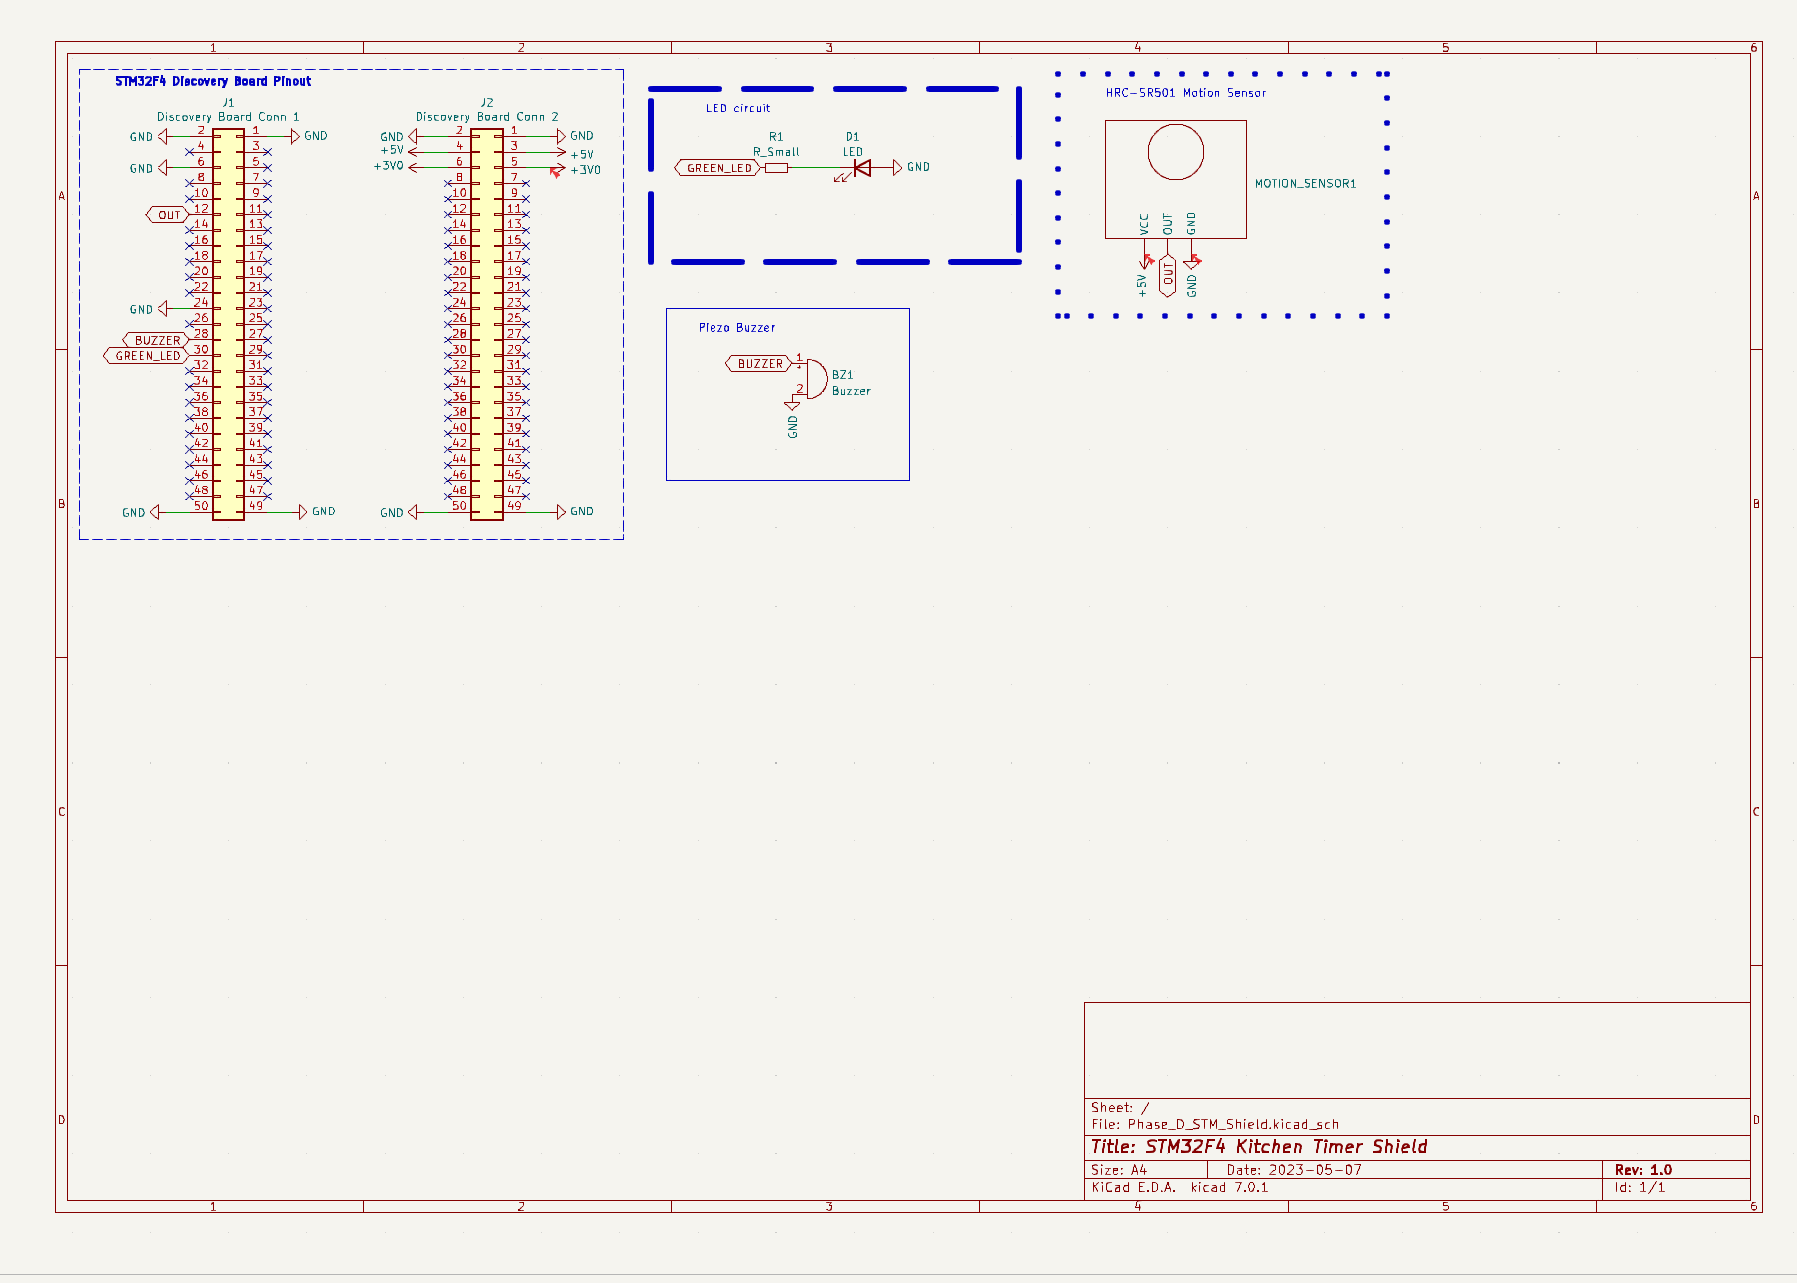 1 2 3 4 5 6
STM32F4 Discovery Board Pinout
J1
Discovery Board Conn 1
GND 2 1 GND
4 3
GND 6 5
8 7
10 9
OUT 12 11
14 13
16 15
18 17
20 19
22 21
GND 24 23
26 25
BUZZER 28 27
GREEN_LED 30 29
32 31
34 33
36 35
38 37
40 39
42 41
44 43
46 45
48 47
GND 50 49 GND
J2
Discovery Board Conn 2
GND 2 1 GND
+5V 4 3 +5V
+3V0 6 5 +3V0
8 7
10 9
12 11
14 13
16 15
18 17
20 19
22 21
24 23
26 25
28 27
30 29
32 31
34 33
36 35
38 37
40 39
42 41
44 43
46 45
48 47
GND 50 49 GND
LED circuit
R1
R_Small
D1
LED
GREEN_LED
GND
Piezo Buzzer
BUZZER
1
+
2
BZ1
Buzzer
GND
HRC-SR501 Motion Sensor
MOTION_SENSOR1
VCC OUT GND
+5V OUT GND
A A
B B
C C
D D
Sheet: /
File: Phase_D_STM_Shield.kicad_sch
Title: STM32F4 Kitchen Timer Shield
Size: A4 Date: 2023-05-07 Rev: 1.0
KiCad E.D.A. kicad 7.0.1 Id: 1/1
1 2 3 4 5 6